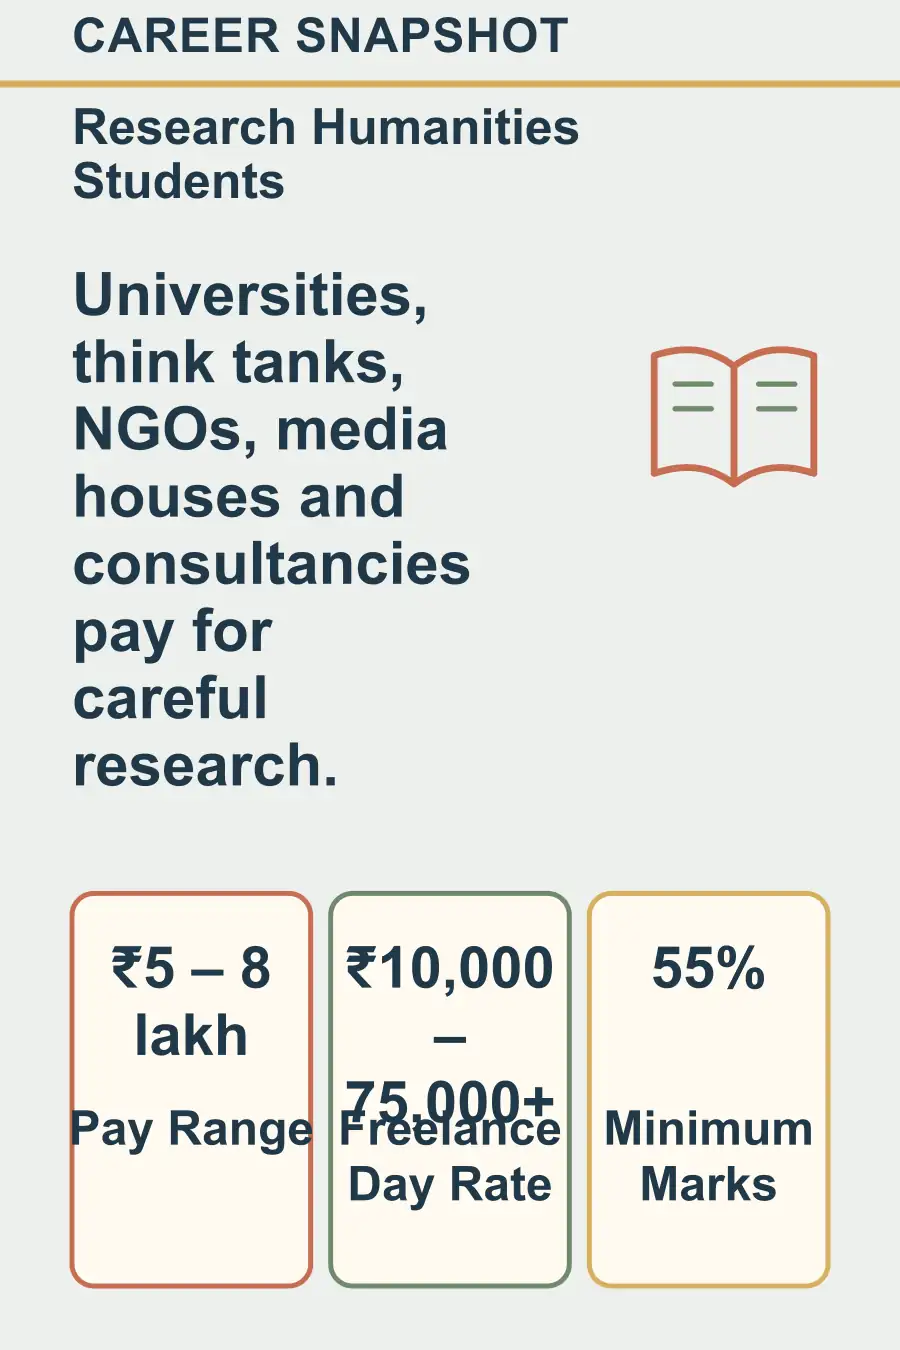 CAREER SNAPSHOT
Research Humanities
Students
Universities,
think tanks,
NGOs, media
houses and
consultancies
pay for
careful
research.
₹5 – 8
lakh
Pay Range
₹10,000
–
75,000+
Freelance
Day Rate
55%
Minimum
Marks